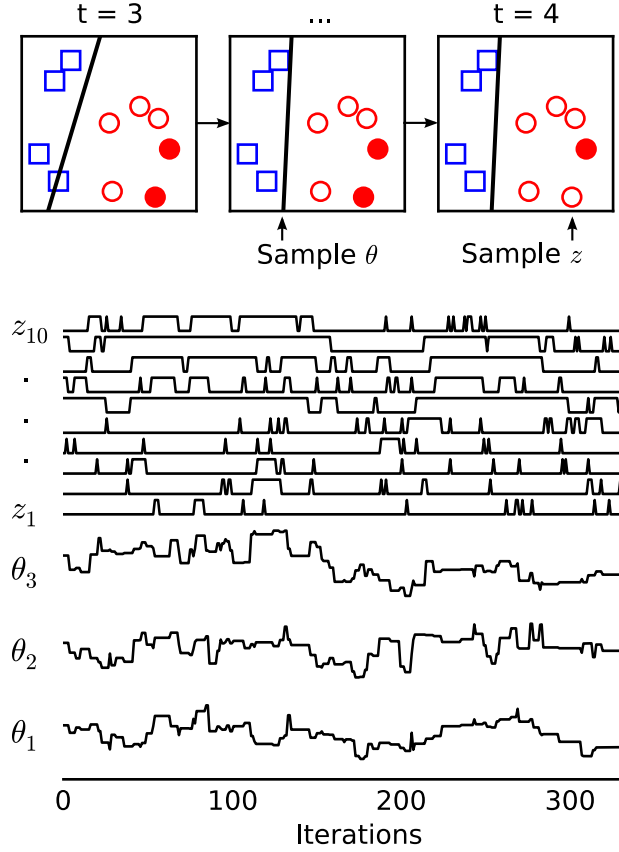 t = 3 ... t = 4
Sample θ Sample z
z10
z1
θ3
θ2
θ1
0 100 200 300
Iterations